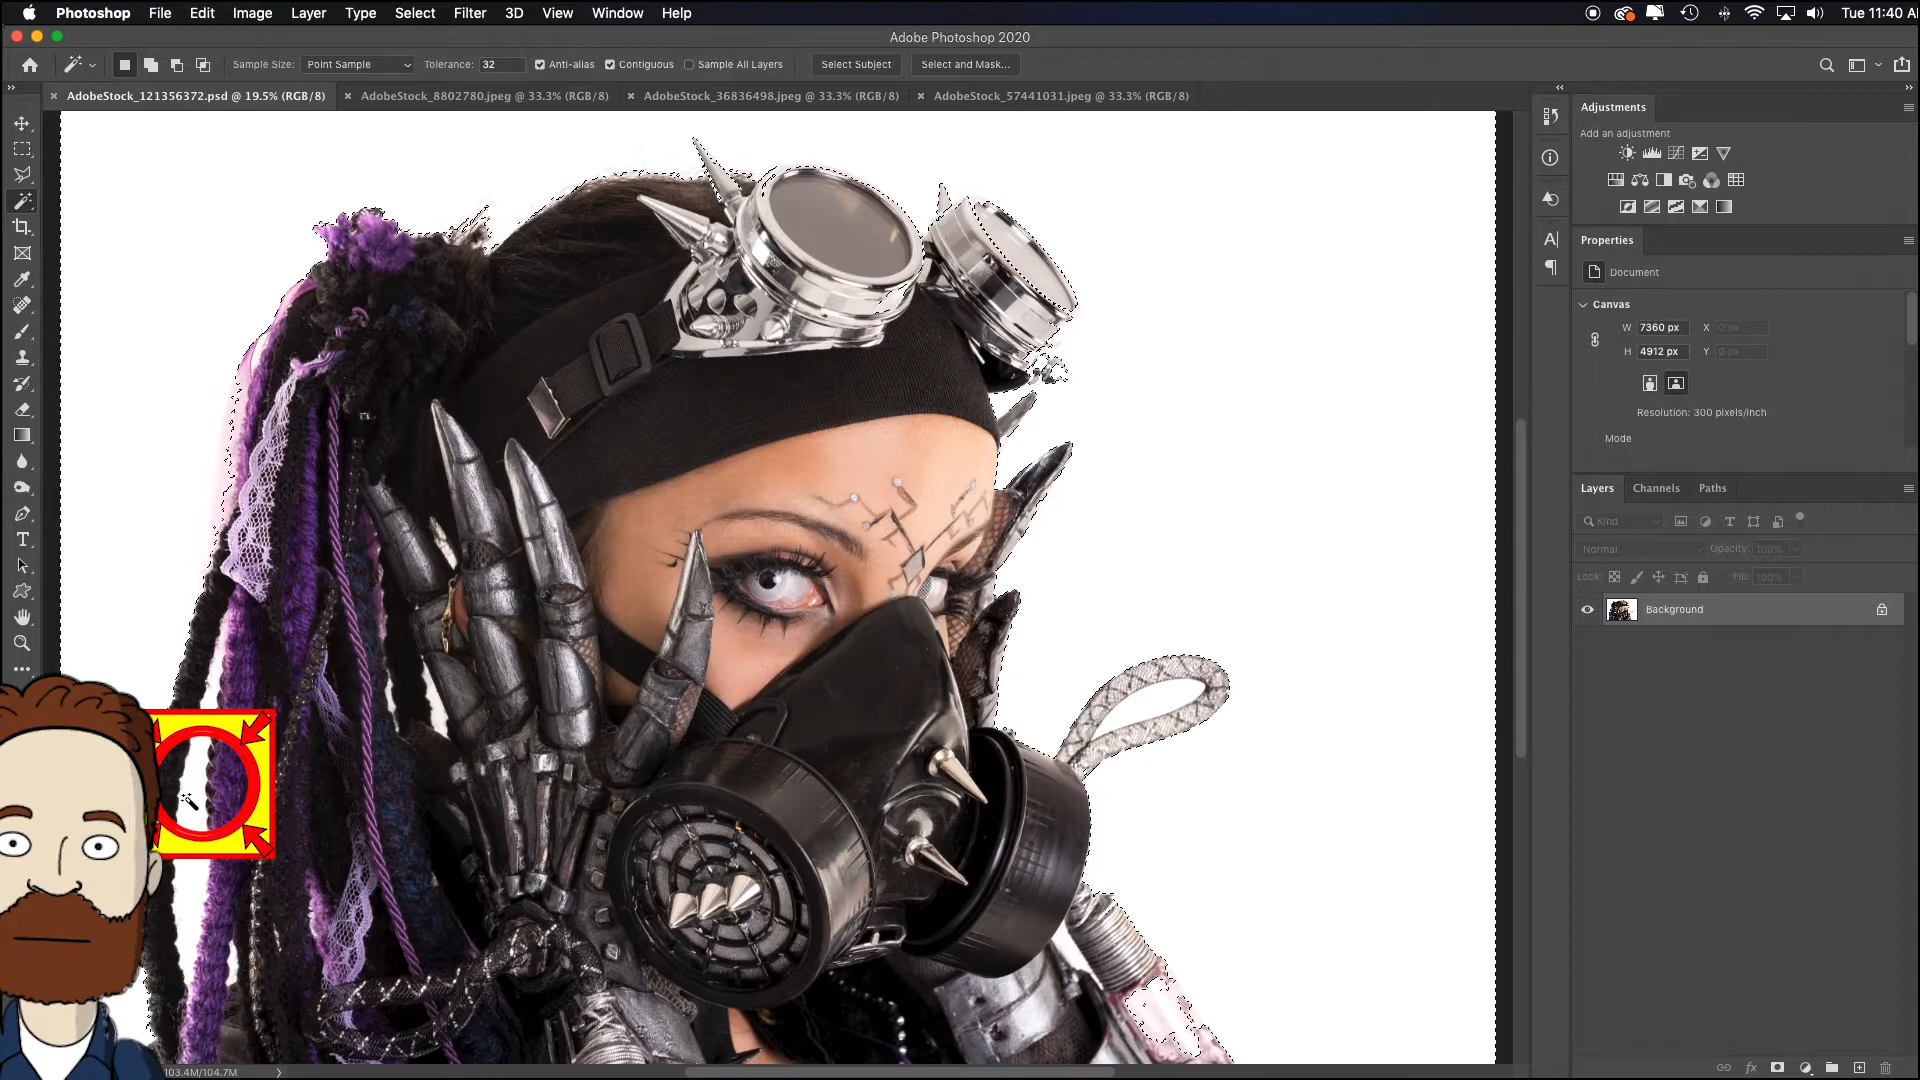 Photoshop File Edit Image Layer Type Select Filter 3D View Window Help Tue 11:40 A
Adobe Photoshop 2020
Sample Size: Point Sample Tolerance: 32 Anti-alias Contiguous Sample All Layers Select Subject Select and Mask...
AdobeStock_121356372.psd @ 19.5% (RGB/8) AdobeStock_8802780.jpeg @ 33.3% (RGB/8) AdobeStock_36836498.jpeg @ 33.3% (RGB/8) AdobeStock_57441031.jpeg @ 33.3% (RGB/8)
Adjustments
Add an adjustment
Properties
Document
Canvas
W 7360 px X 0 px
H 4912 px Y 0 px
Resolution: 300 pixels/inch
Mode
Layers Channels Paths
Kind
Normal Opacity: 100%
Lock: Fill: 100%
Background
103.4M/104.7M